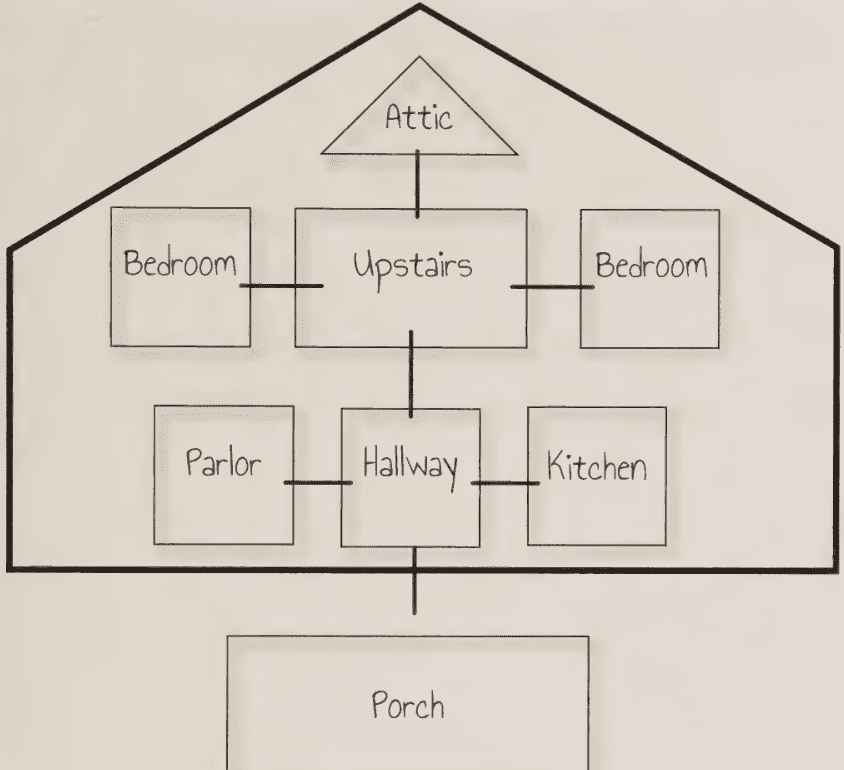 Attic
Bedroom
Upstairs
Bedroom
Parlor
Hallway
Kitchen
Porch